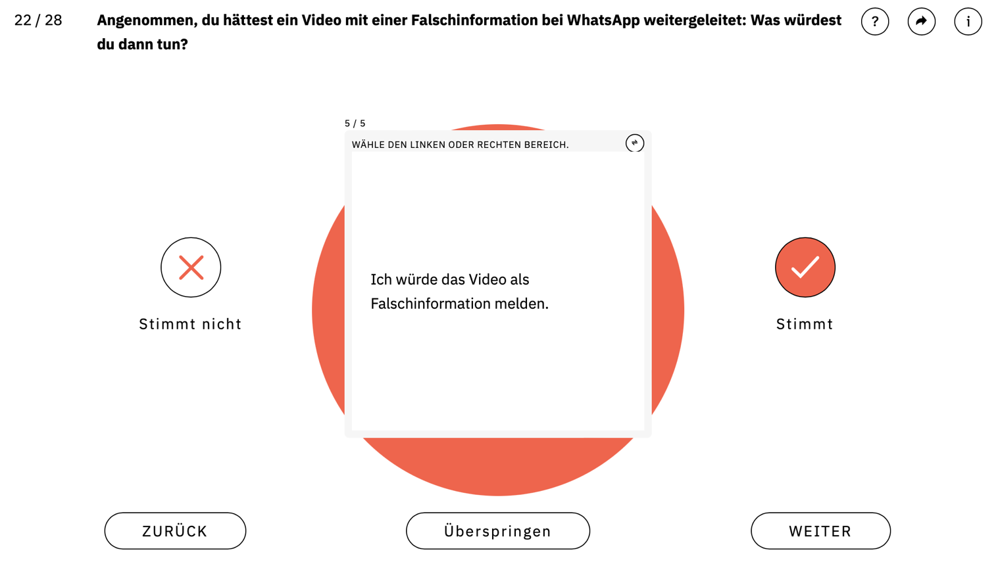 22 / 28
Angenommen, du hättest ein Video mit einer Falschinformation bei WhatsApp weitergeleitet: Was würdest
du dann tun?
?
i
5 / 5
WÄHLE DEN LINKEN ODER RECHTEN BEREICH.
Ich würde das Video als
Falschinformation melden.
Stimmt nicht
Stimmt
ZURÜCK
Überspringen
WEITER